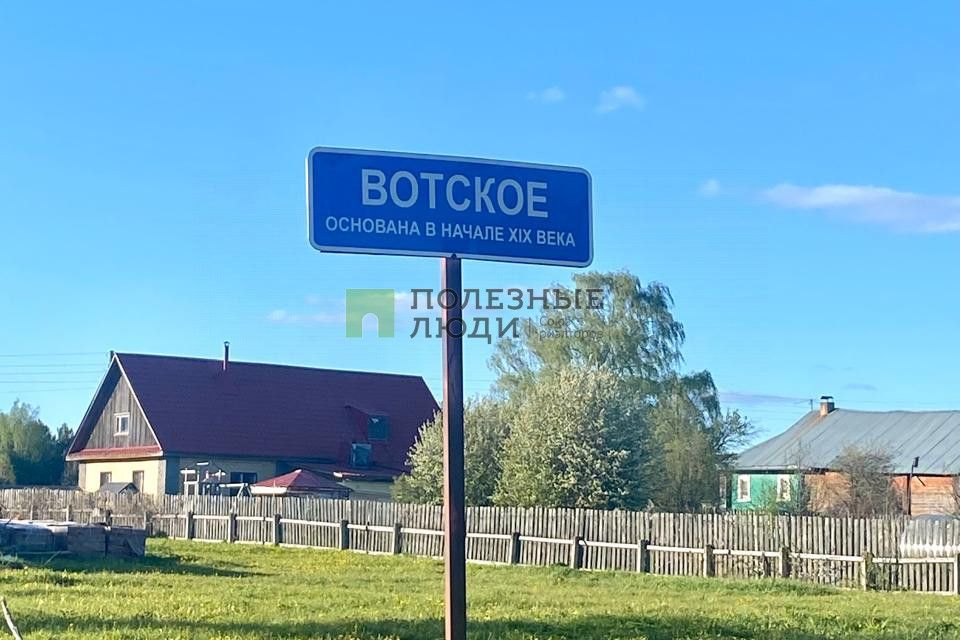 ВОТСКОЕ
ОСНОВАНА В НАЧАЛЕ XIX ВЕКА
ПОЛЕЗНЫЕ
ЛЮДИ